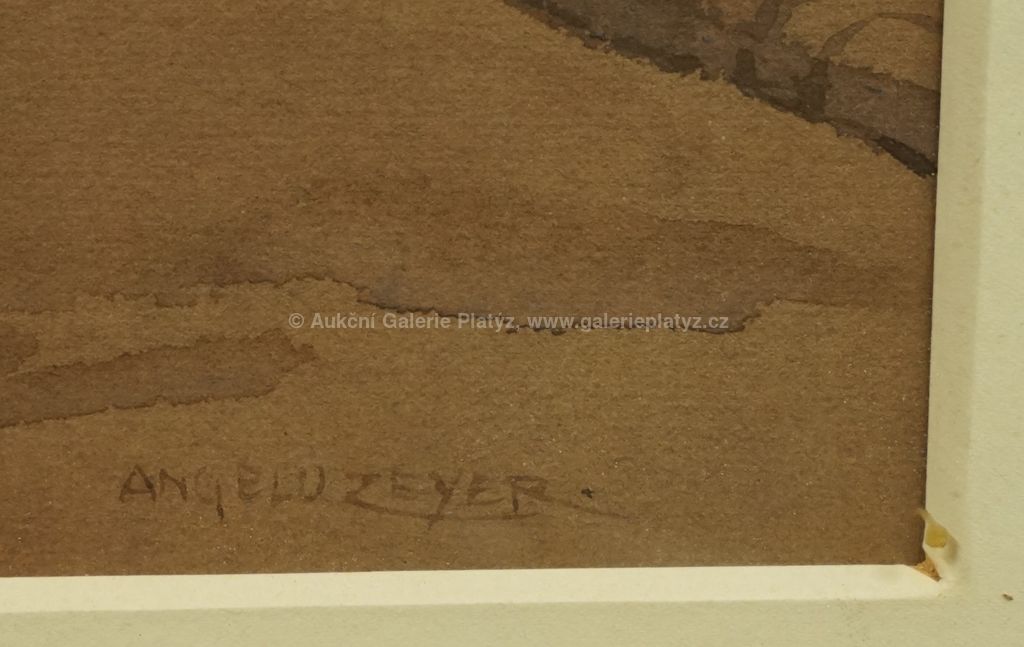 © Aukční Galerie Platýz, www.galerieplatyz.cz
ANGELO ZEYER.